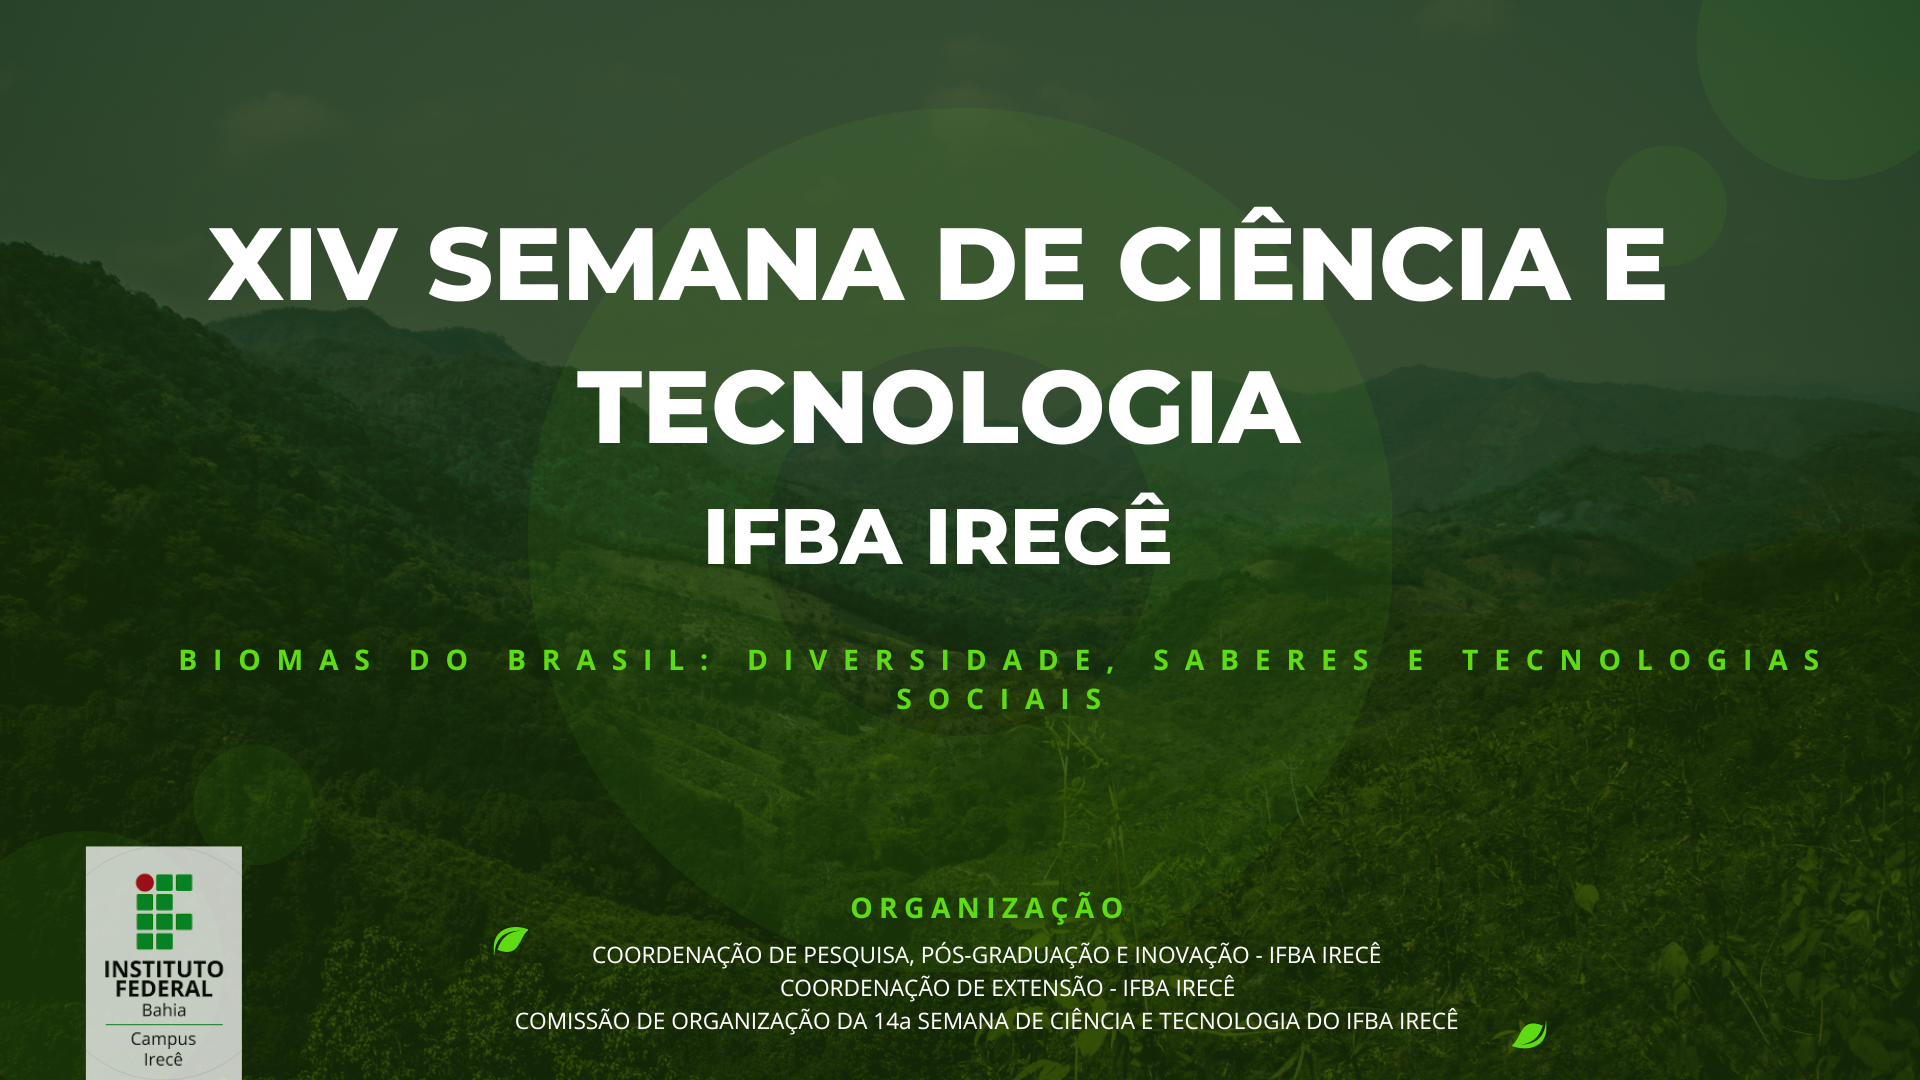 XIV SEMANA DE CIÊNCIA E
TECNOLOGIA
IFBA IRECÊ
BIOMAS DO BRASIL: DIVERSIDADE, SABERES E TECNOLOGIAS
SOCIAIS
ORGANIZAÇÃO
COORDENAÇÃO DE PESQUISA, PÓS-GRADUAÇÃO E INOVAÇÃO - IFBA IRECÊ
COORDENAÇÃO DE EXTENSÃO - IFBA IRECÊ
COMISSÃO DE ORGANIZAÇÃO DA 14a SEMANA DE CIÊNCIA E TECNOLOGIA DO IFBA IRECÊ
INSTITUTO
FEDERAL
Bahia
Campus
Irecê